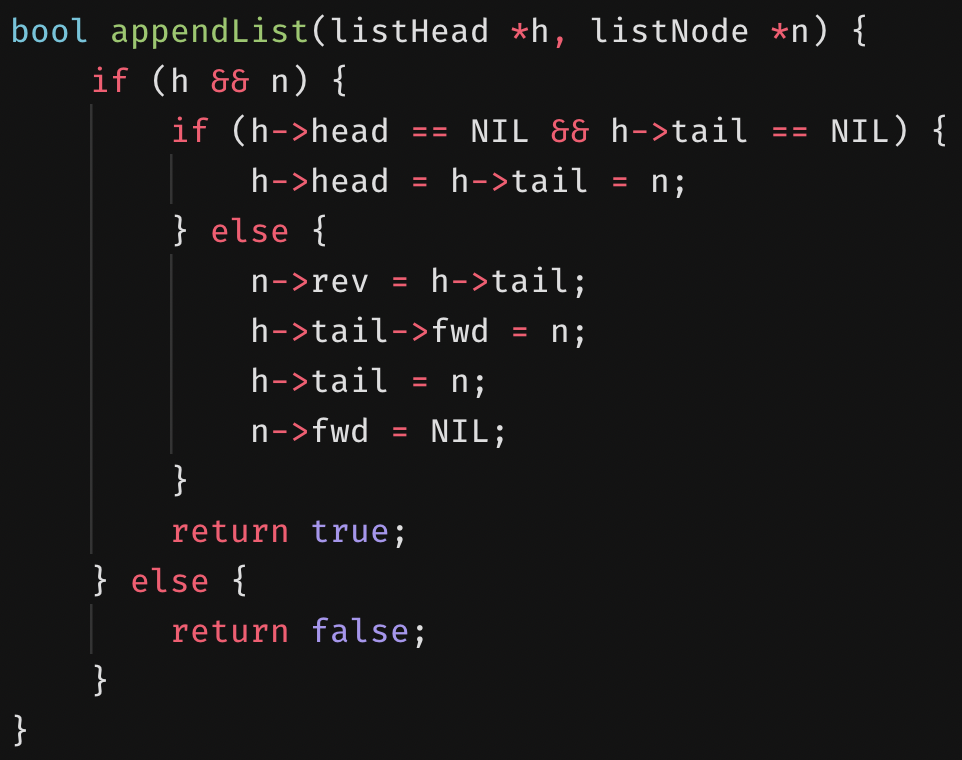 bool appendList(listHead *h, listNode *n) {
    if (h && n) {
        if (h->head == NIL && h->tail == NIL) {
            h->head = h->tail = n;
        } else {
            n->rev = h->tail;
            h->tail->fwd = n;
            h->tail = n;
            n->fwd = NIL;
        }
        return true;
    } else {
        return false;
    }
}